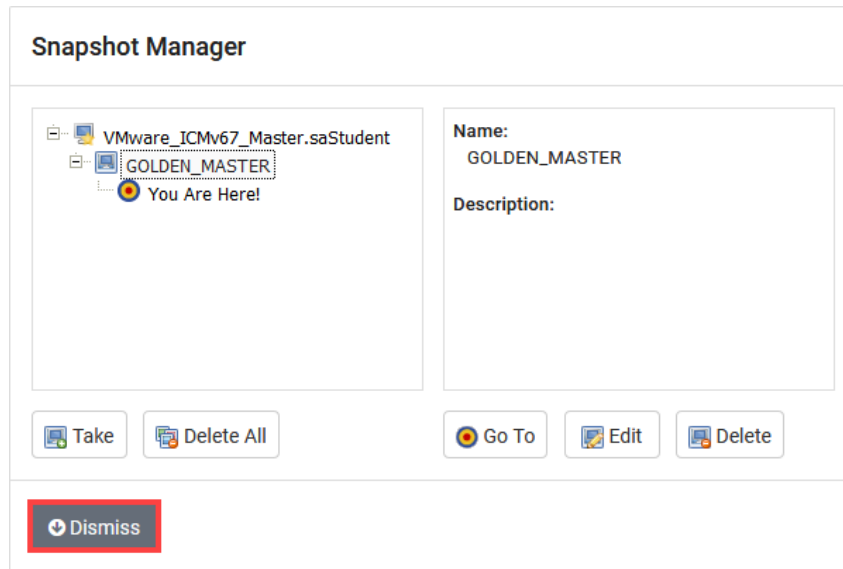 Snapshot Manager
VMware_ICMv67_Master.saStudent
GOLDEN_MASTER
You Are Here!
Name:
GOLDEN_MASTER
Description:
Take
Delete All
Go To
Edit
Delete
Dismiss